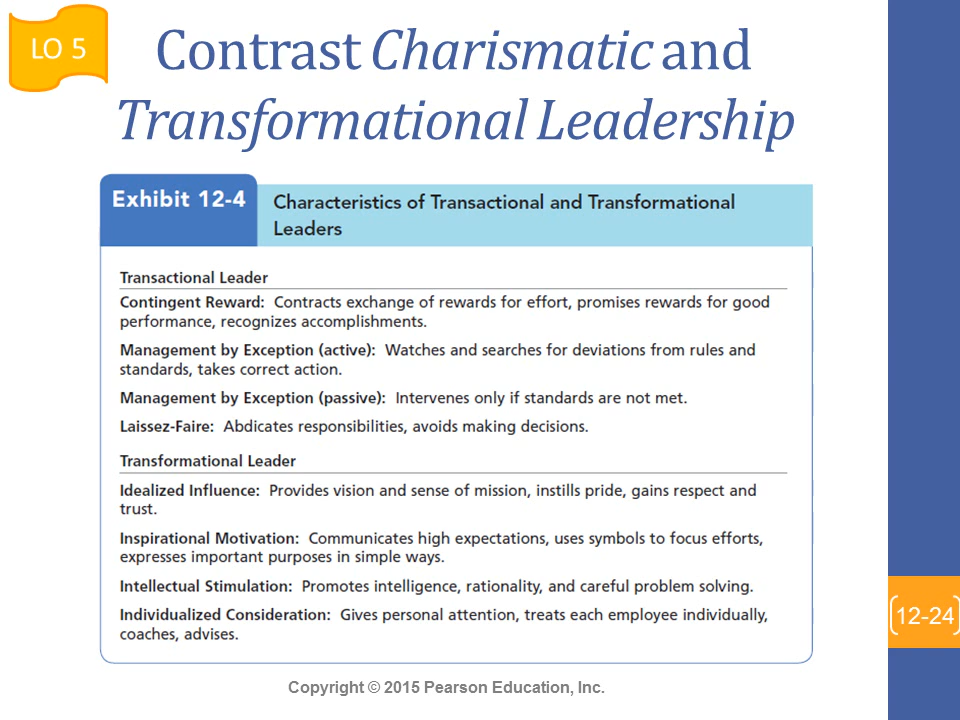 LO 5
Contrast Charismatic and
Transformational Leadership
Exhibit 12-4
Characteristics of Transactional and Transformational
Leaders
Transactional Leader
Contingent Reward: Contracts exchange of rewards for effort, promises rewards for good
performance, recognizes accomplishments.
Management by Exception (active): Watches and searches for deviations from rules and
standards, takes correct action.
Management by Exception (passive): Intervenes only if standards are not met.
Laissez-Faire: Abdicates responsibilities, avoids making decisions.
Transformational Leader
Idealized Influence: Provides vision and sense of mission, instills pride, gains respect and
trust.
Inspirational Motivation: Communicates high expectations, uses symbols to focus efforts,
expresses important purposes in simple ways.
Intellectual Stimulation: Promotes intelligence, rationality, and careful problem solving.
Individualized Consideration: Gives personal attention, treats each employee individually,
coaches, advises.
12-24
Copyright © 2015 Pearson Education, Inc.